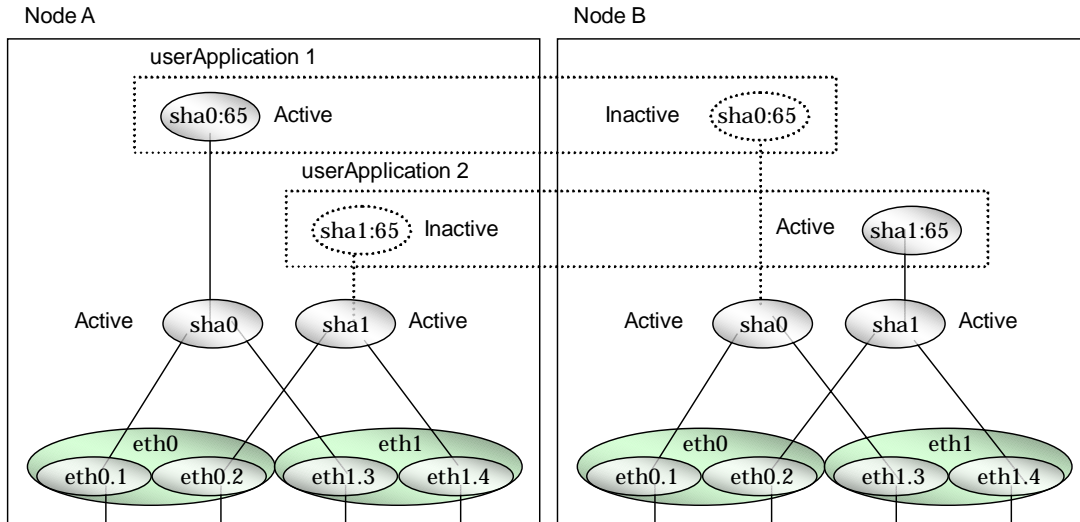 Node A
Node B
userApplication 1
sha0:65 Active
Inactive sha0:65
userApplication 2
sha1:65 Inactive
Active sha1:65
Active sha0 sha1 Active
Active sha0 sha1 Active
eth0 eth1
eth0 eth1
eth0.1 eth0.2 eth1.3 eth1.4
eth0.1 eth0.2 eth1.3 eth1.4